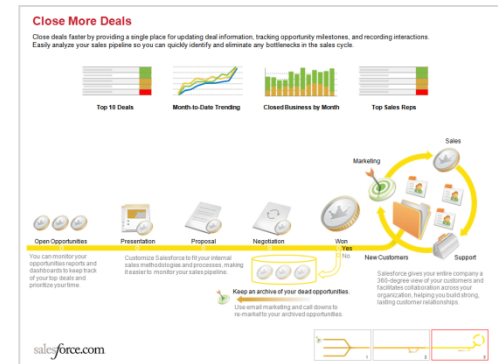 Close More Deals
Close deals faster by providing a single place for updating deal information, tracking opportunity milestones, and recording interactions.
Easily analyze your sales pipeline so you can quickly identify and eliminate any bottlenecks in the sales cycle.
Top 10 Deals
Month-to-Date Trending
Closed Business by Month
Top Sales Reps
Sales
Marketing
Open Opportunities
Presentation
Proposal
Negotiation
Won
Yes
No
New Customers
Support
You can monitor your
opportunities reports and
dashboards to keep track
of your top deals and
prioritize your time.
Customize Salesforce to fit your internal
sales methodologies and processes, making
it easier to monitor your sales pipeline.
Keep an archive of your dead opportunities.
Use email marketing and call-downs to
re-market to your archived opportunities.
Salesforce gives your entire company a
360-degree view of your customers and
facilitates collaboration across your
organization, helping you build strong,
lasting customer relationships.
salesforce.com